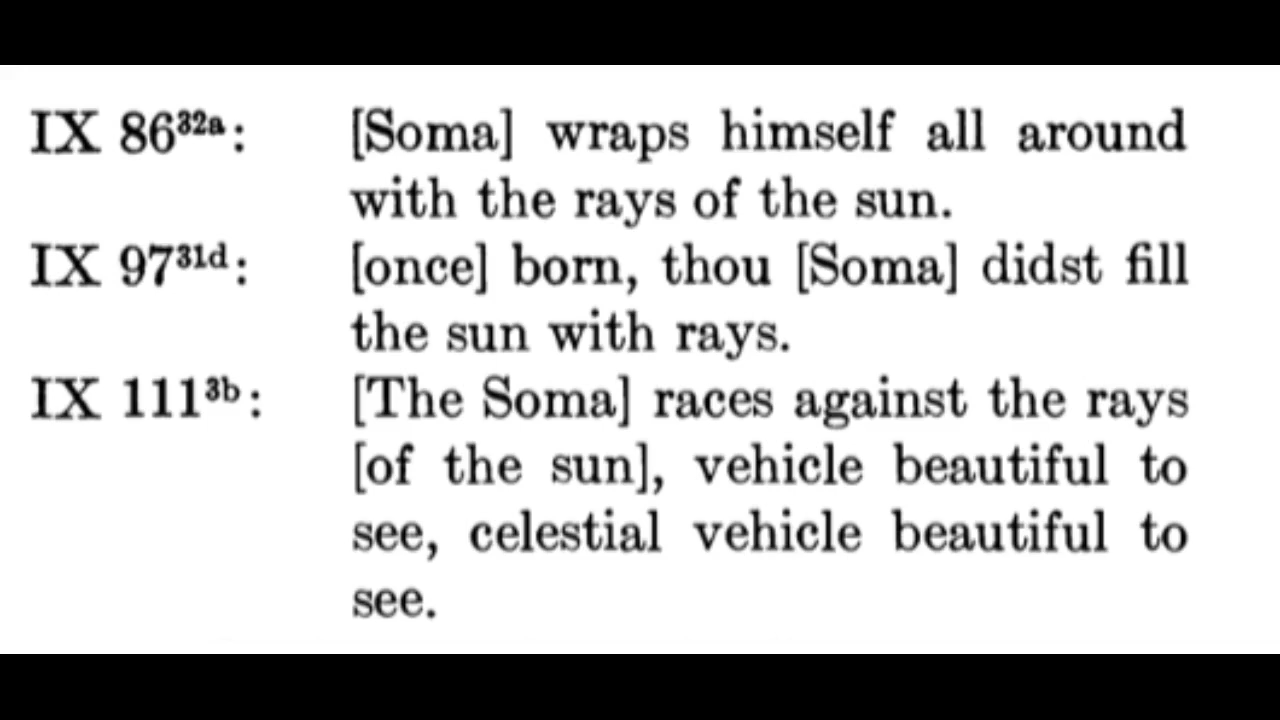 IX 86³²ᵃ: [Soma] wraps himself all around
with the rays of the sun.
IX 97³¹ᵈ: [once] born, thou [Soma] didst fill
the sun with rays.
IX 111³ᵇ: [The Soma] races against the rays
[of the sun], vehicle beautiful to
see, celestial vehicle beautiful to
see.